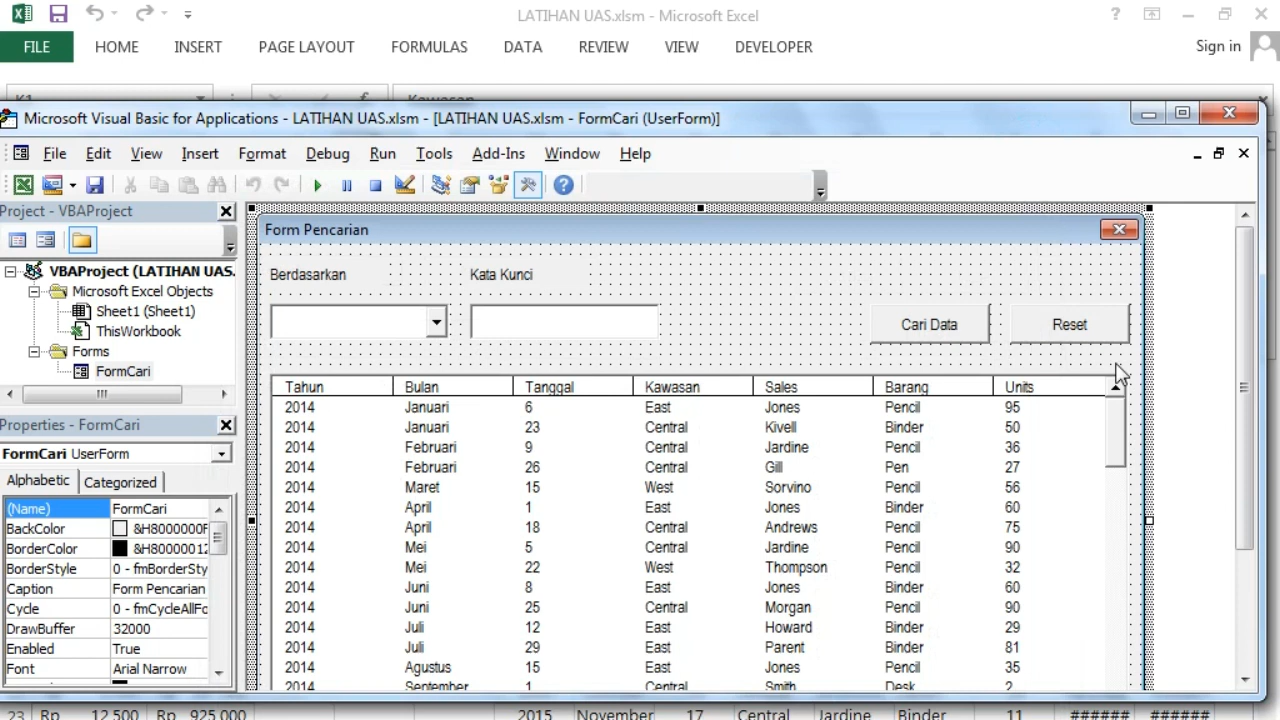 LATIHAN UAS.xlsm - Microsoft Excel
FILE HOME INSERT PAGE LAYOUT FORMULAS DATA REVIEW VIEW DEVELOPER Sign in
Microsoft Visual Basic for Applications - LATIHAN UAS.xlsm - [LATIHAN UAS.xlsm - FormCari (UserForm)]
File Edit View Insert Format Debug Run Tools Add-Ins Window Help
Project - VBAProject
VBAProject (LATIHAN UAS.
Microsoft Excel Objects
Sheet1 (Sheet1)
ThisWorkbook
Forms
FormCari
Properties - FormCari
FormCari UserForm
Alphabetic Categorized
(Name) FormCari
BackColor &H8000000F
BorderColor &H80000012
BorderStyle 0 - fmBorderSty
Caption Form Pencarian
Cycle 0 - fmCycleAllFo
DrawBuffer 32000
Enabled True
Font Arial Narrow
Form Pencarian
Berdasarkan Kata Kunci
Cari Data Reset
Tahun Bulan Tanggal Kawasan Sales Barang Units
2014 Januari 6 East Jones Pencil 95
2014 Januari 23 Central Kivell Binder 50
2014 Februari 9 Central Jardine Pencil 36
2014 Februari 26 Central Gill Pen 27
2014 Maret 15 West Sorvino Pencil 56
2014 April 1 East Jones Binder 60
2014 April 18 Central Andrews Pencil 75
2014 Mei 5 Central Jardine Pencil 90
2014 Mei 22 West Thompson Pencil 32
2014 Juni 8 East Jones Binder 60
2014 Juni 25 Central Morgan Pencil 90
2014 Juli 12 East Howard Binder 29
2014 Juli 29 East Parent Binder 81
2014 Agustus 15 East Jones Pencil 35
2014 September 1 Central Smith Desk 2
23 Rp 12,500 Rp 925,000 2015 November 17 Central Jardine Binder 11 ###### ######